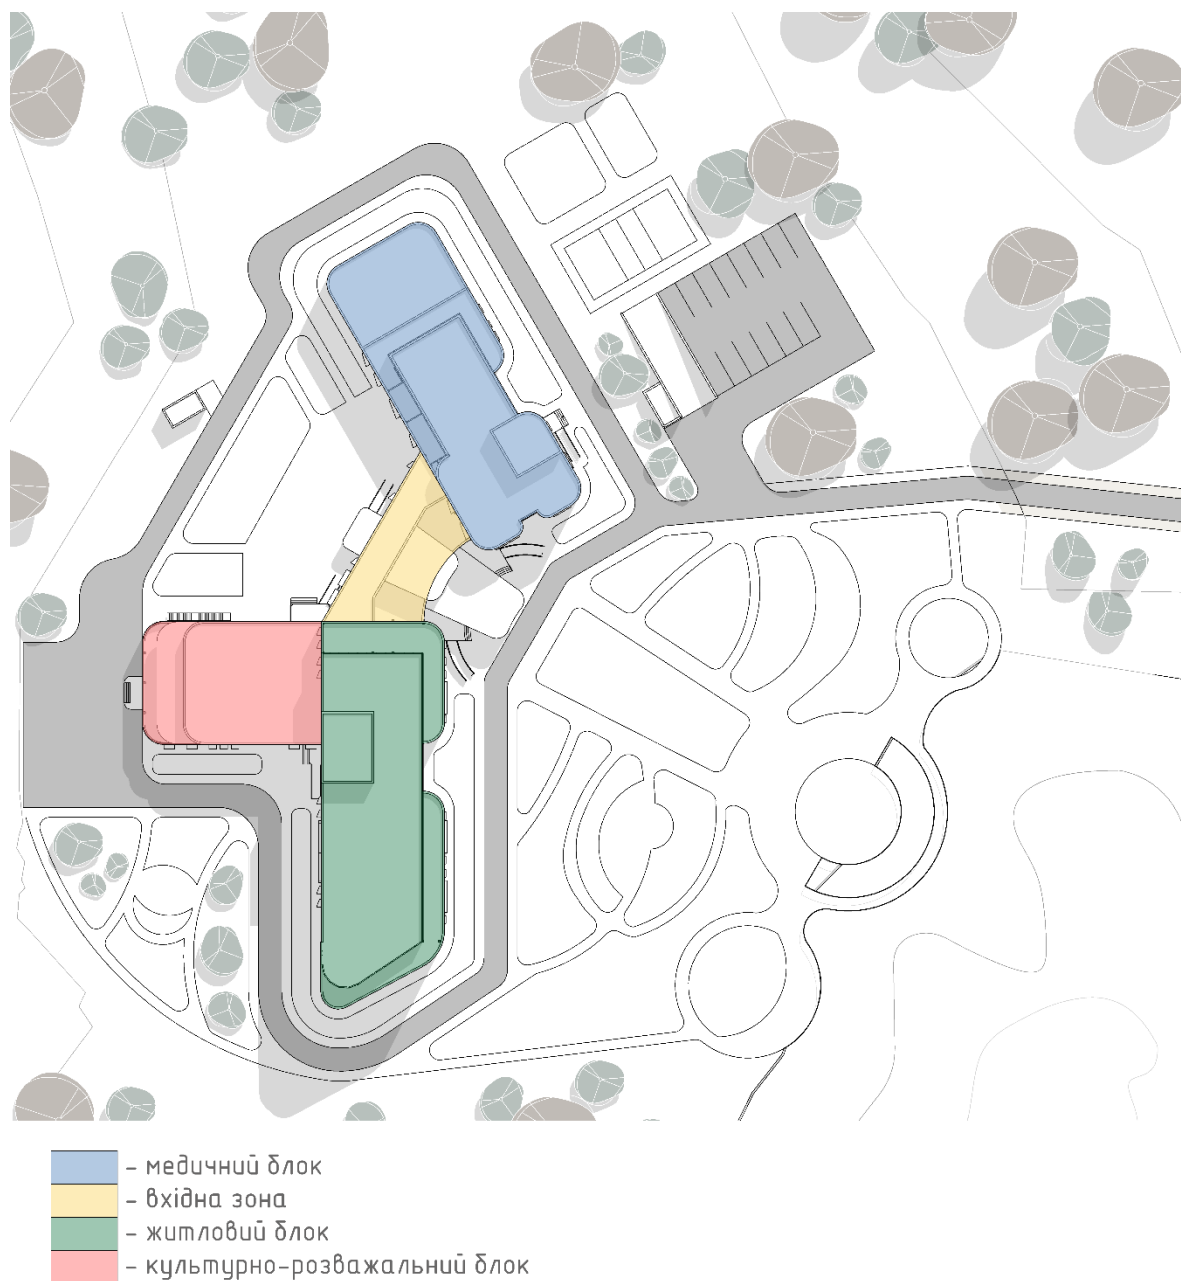 - медичний блок
- вхідна зона
- житловий блок
- культурно-розважальний блок